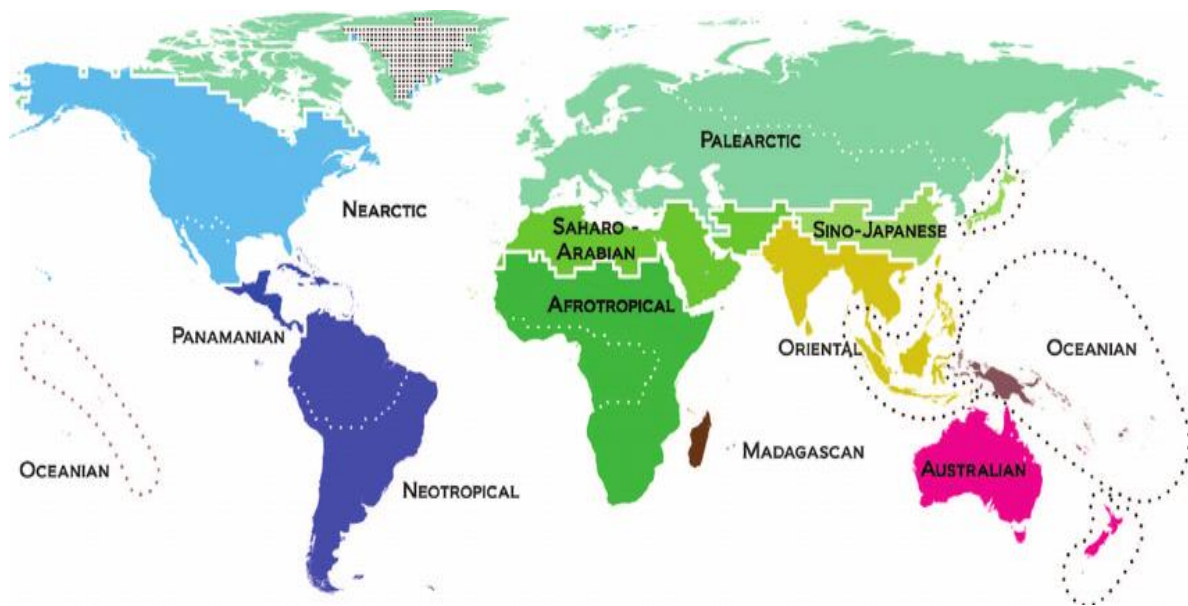 PALEARCTIC
NEARCTIC
SAHARO -
ARABIAN
SINO-JAPANESE
AFROTROPICAL
PANAMANIAN
ORIENTAL
OCEANIAN
OCEANIAN
NEOTROPICAL
MADAGASCAN
AUSTRALIAN